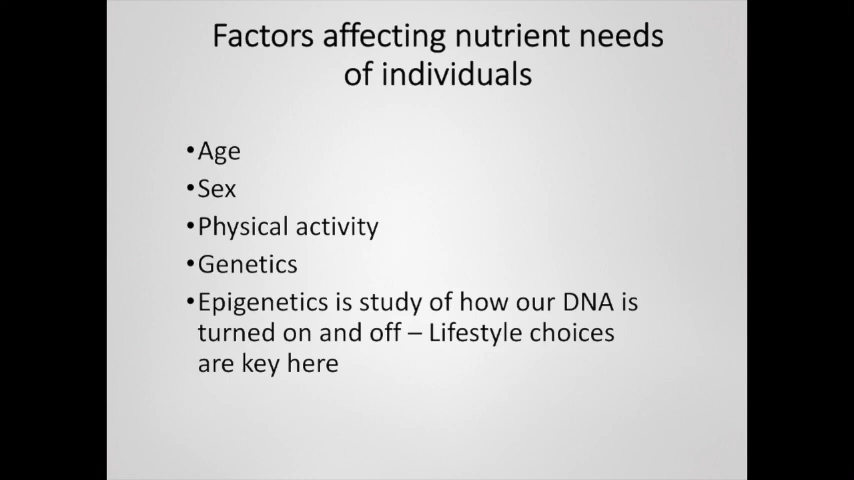 Factors affecting nutrient needs
of individuals
•Age
•Sex
•Physical activity
•Genetics
•Epigenetics is study of how our DNA is
turned on and off – Lifestyle choices
are key here